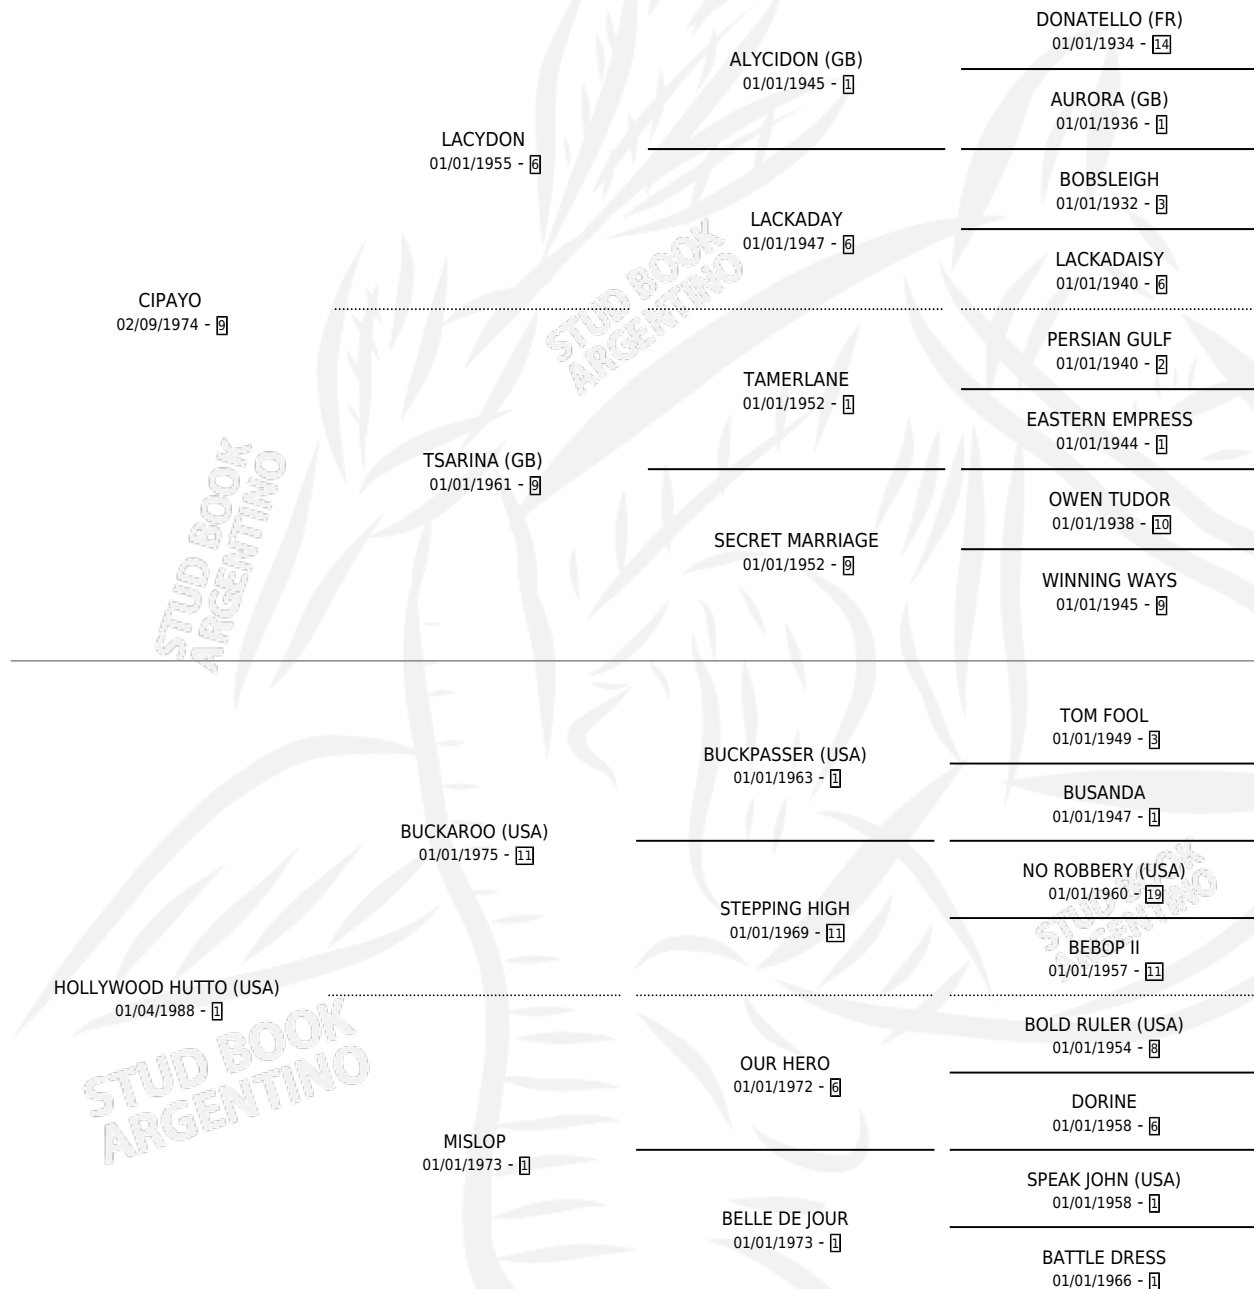 DONATELLO (FR)
01/01/1934 - 14
ALYCIDON (GB)
01/01/1945 - 1
AURORA (GB)
01/01/1936 - 1
LACYDON
01/01/1955 - 6
BOBSLEIGH
01/01/1932 - 3
LACKADAY
01/01/1947 - 6
LACKADAISY
01/01/1940 - 6
CIPAYO
02/09/1974 - 9
PERSIAN GULF
01/01/1940 - 2
TAMERLANE
01/01/1952 - 1
EASTERN EMPRESS
01/01/1944 - 1
TSARINA (GB)
01/01/1961 - 9
OWEN TUDOR
01/01/1938 - 10
SECRET MARRIAGE
01/01/1952 - 9
WINNING WAYS
01/01/1945 - 9
TOM FOOL
01/01/1949 - 3
BUCKPASSER (USA)
01/01/1963 - 1
BUSANDA
01/01/1947 - 1
BUCKAROO (USA)
01/01/1975 - 11
NO ROBBERY (USA)
01/01/1960 - 19
STEPPING HIGH
01/01/1969 - 11
BEBOP II
01/01/1957 - 11
HOLLYWOOD HUTTO (USA)
01/04/1988 - 1
BOLD RULER (USA)
01/01/1954 - 8
OUR HERO
01/01/1972 - 6
DORINE
01/01/1958 - 6
MISLOP
01/01/1973 - 1
SPEAK JOHN (USA)
01/01/1958 - 1
BELLE DE JOUR
01/01/1973 - 1
BATTLE DRESS
01/01/1966 - 1
STUD BOOK
ARGENTINO
STUD BOOK
ARGENTINO
STUD BOOK
ARGENTINO
STUD BOOK
ARGENTINO